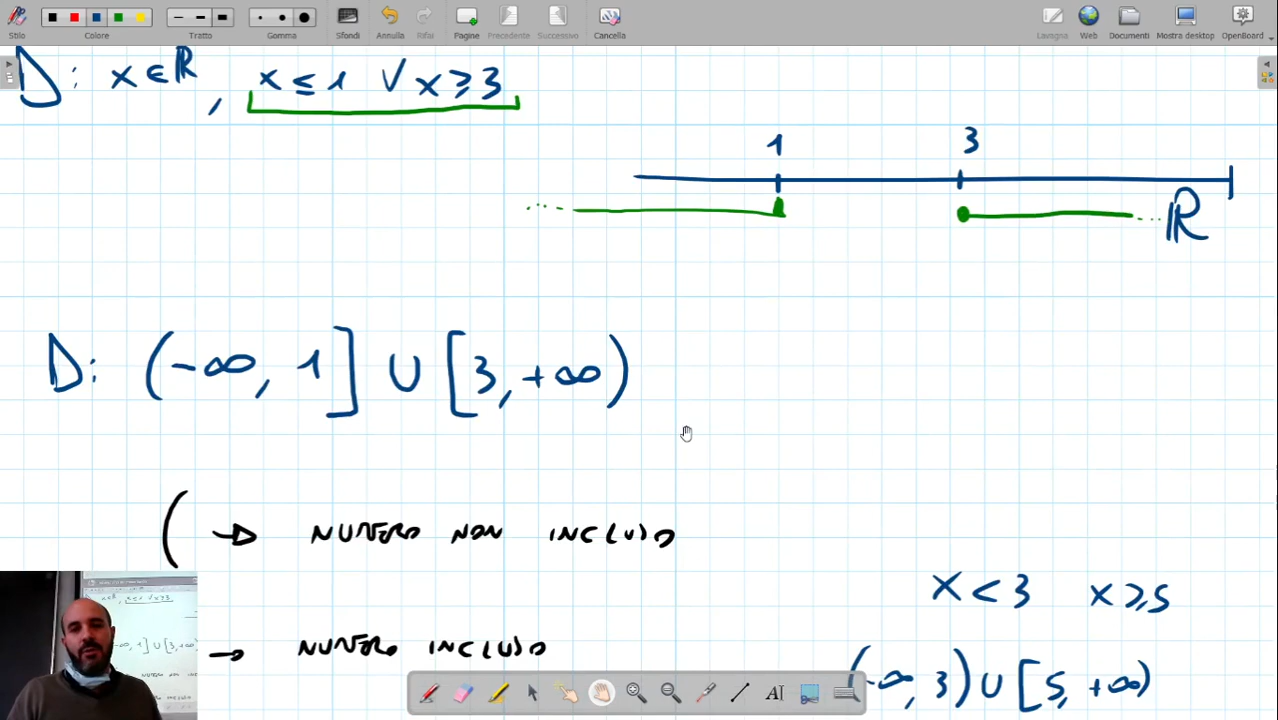 Stilo Colore Tratto Gomma Sfondi Annulla Rifai Pagine Precedente Successivo Cancella Lavagna Web Documenti Mostra desktop OpenBoard
D: x ∈ ℝ, x ≤ 1 ∨ x ≥ 3
1 3
ℝ
D: (-∞, 1] ∪ [3, +∞)
( → NUMERO NON INCLUSO
x < 3 x ≥ 5
→ NUMERO INCLUSO
(-∞, 3) ∪ [5, +∞)